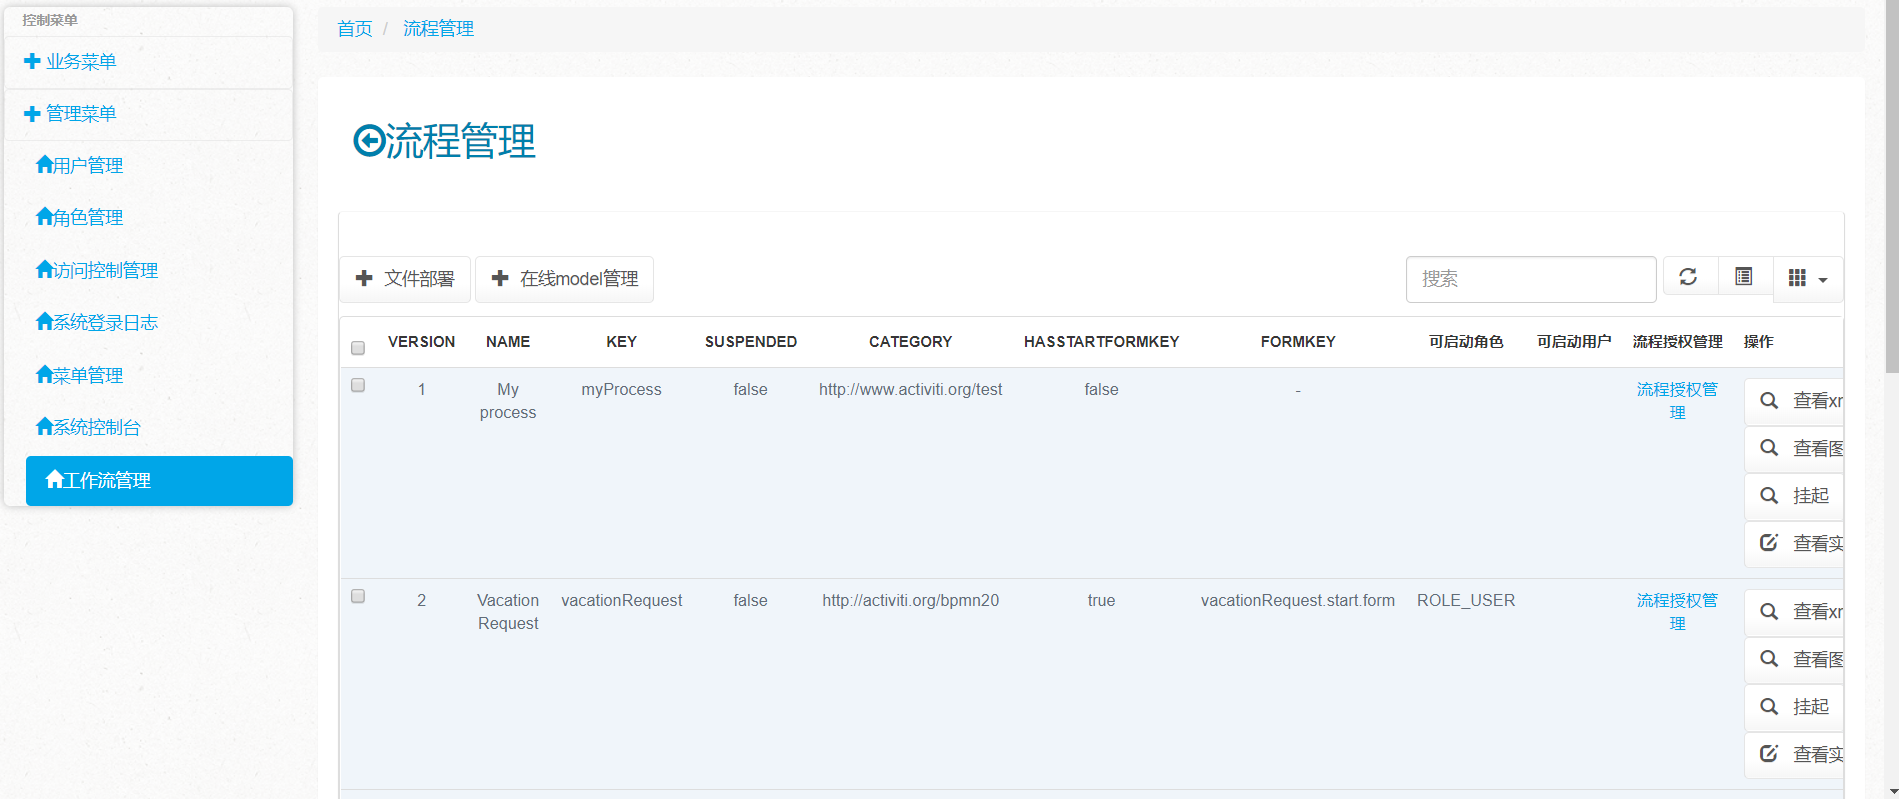 控制菜单
业务菜单
管理菜单
用户管理
角色管理
访问控制管理
系统登录日志
菜单管理
系统控制台
工作流管理
首页 / 流程管理
流程管理
文件部署 在线model管理 搜索
VERSION NAME KEY SUSPENDED CATEGORY HASSTARTFORMKEY FORMKEY 可启动角色 可启动用户 流程授权管理 操作
1 My process myProcess false http://www.activiti.org/test false - 流程授权管理
查看xr
查看图
挂起
查看实
2 Vacation Request vacationRequest false http://activiti.org/bpmn20 true vacationRequest.start.form ROLE_USER 流程授权管理
查看xr
查看图
挂起
查看实